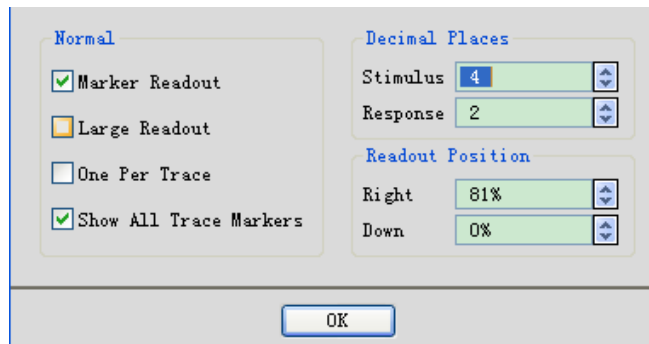 Normal
Marker Readout
Large Readout
One Per Trace
Show All Trace Markers
Decimal Places
Stimulus 4
Response 2
Readout Position
Right 81%
Down 0%
OK